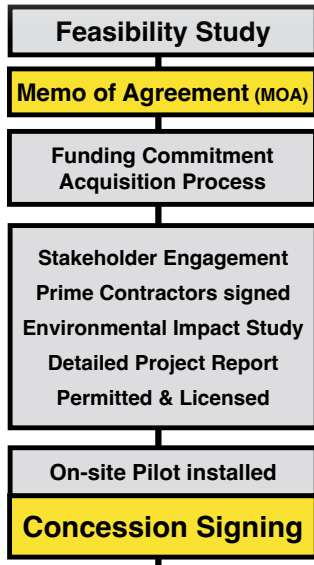 Feasibility Study
Memo of Agreement (MOA)
Funding Commitment
Acquisition Process
Stakeholder Engagement
Prime Contractors signed
Environmental Impact Study
Detailed Project Report
Permitted & Licensed
On-site Pilot installed
Concession Signing